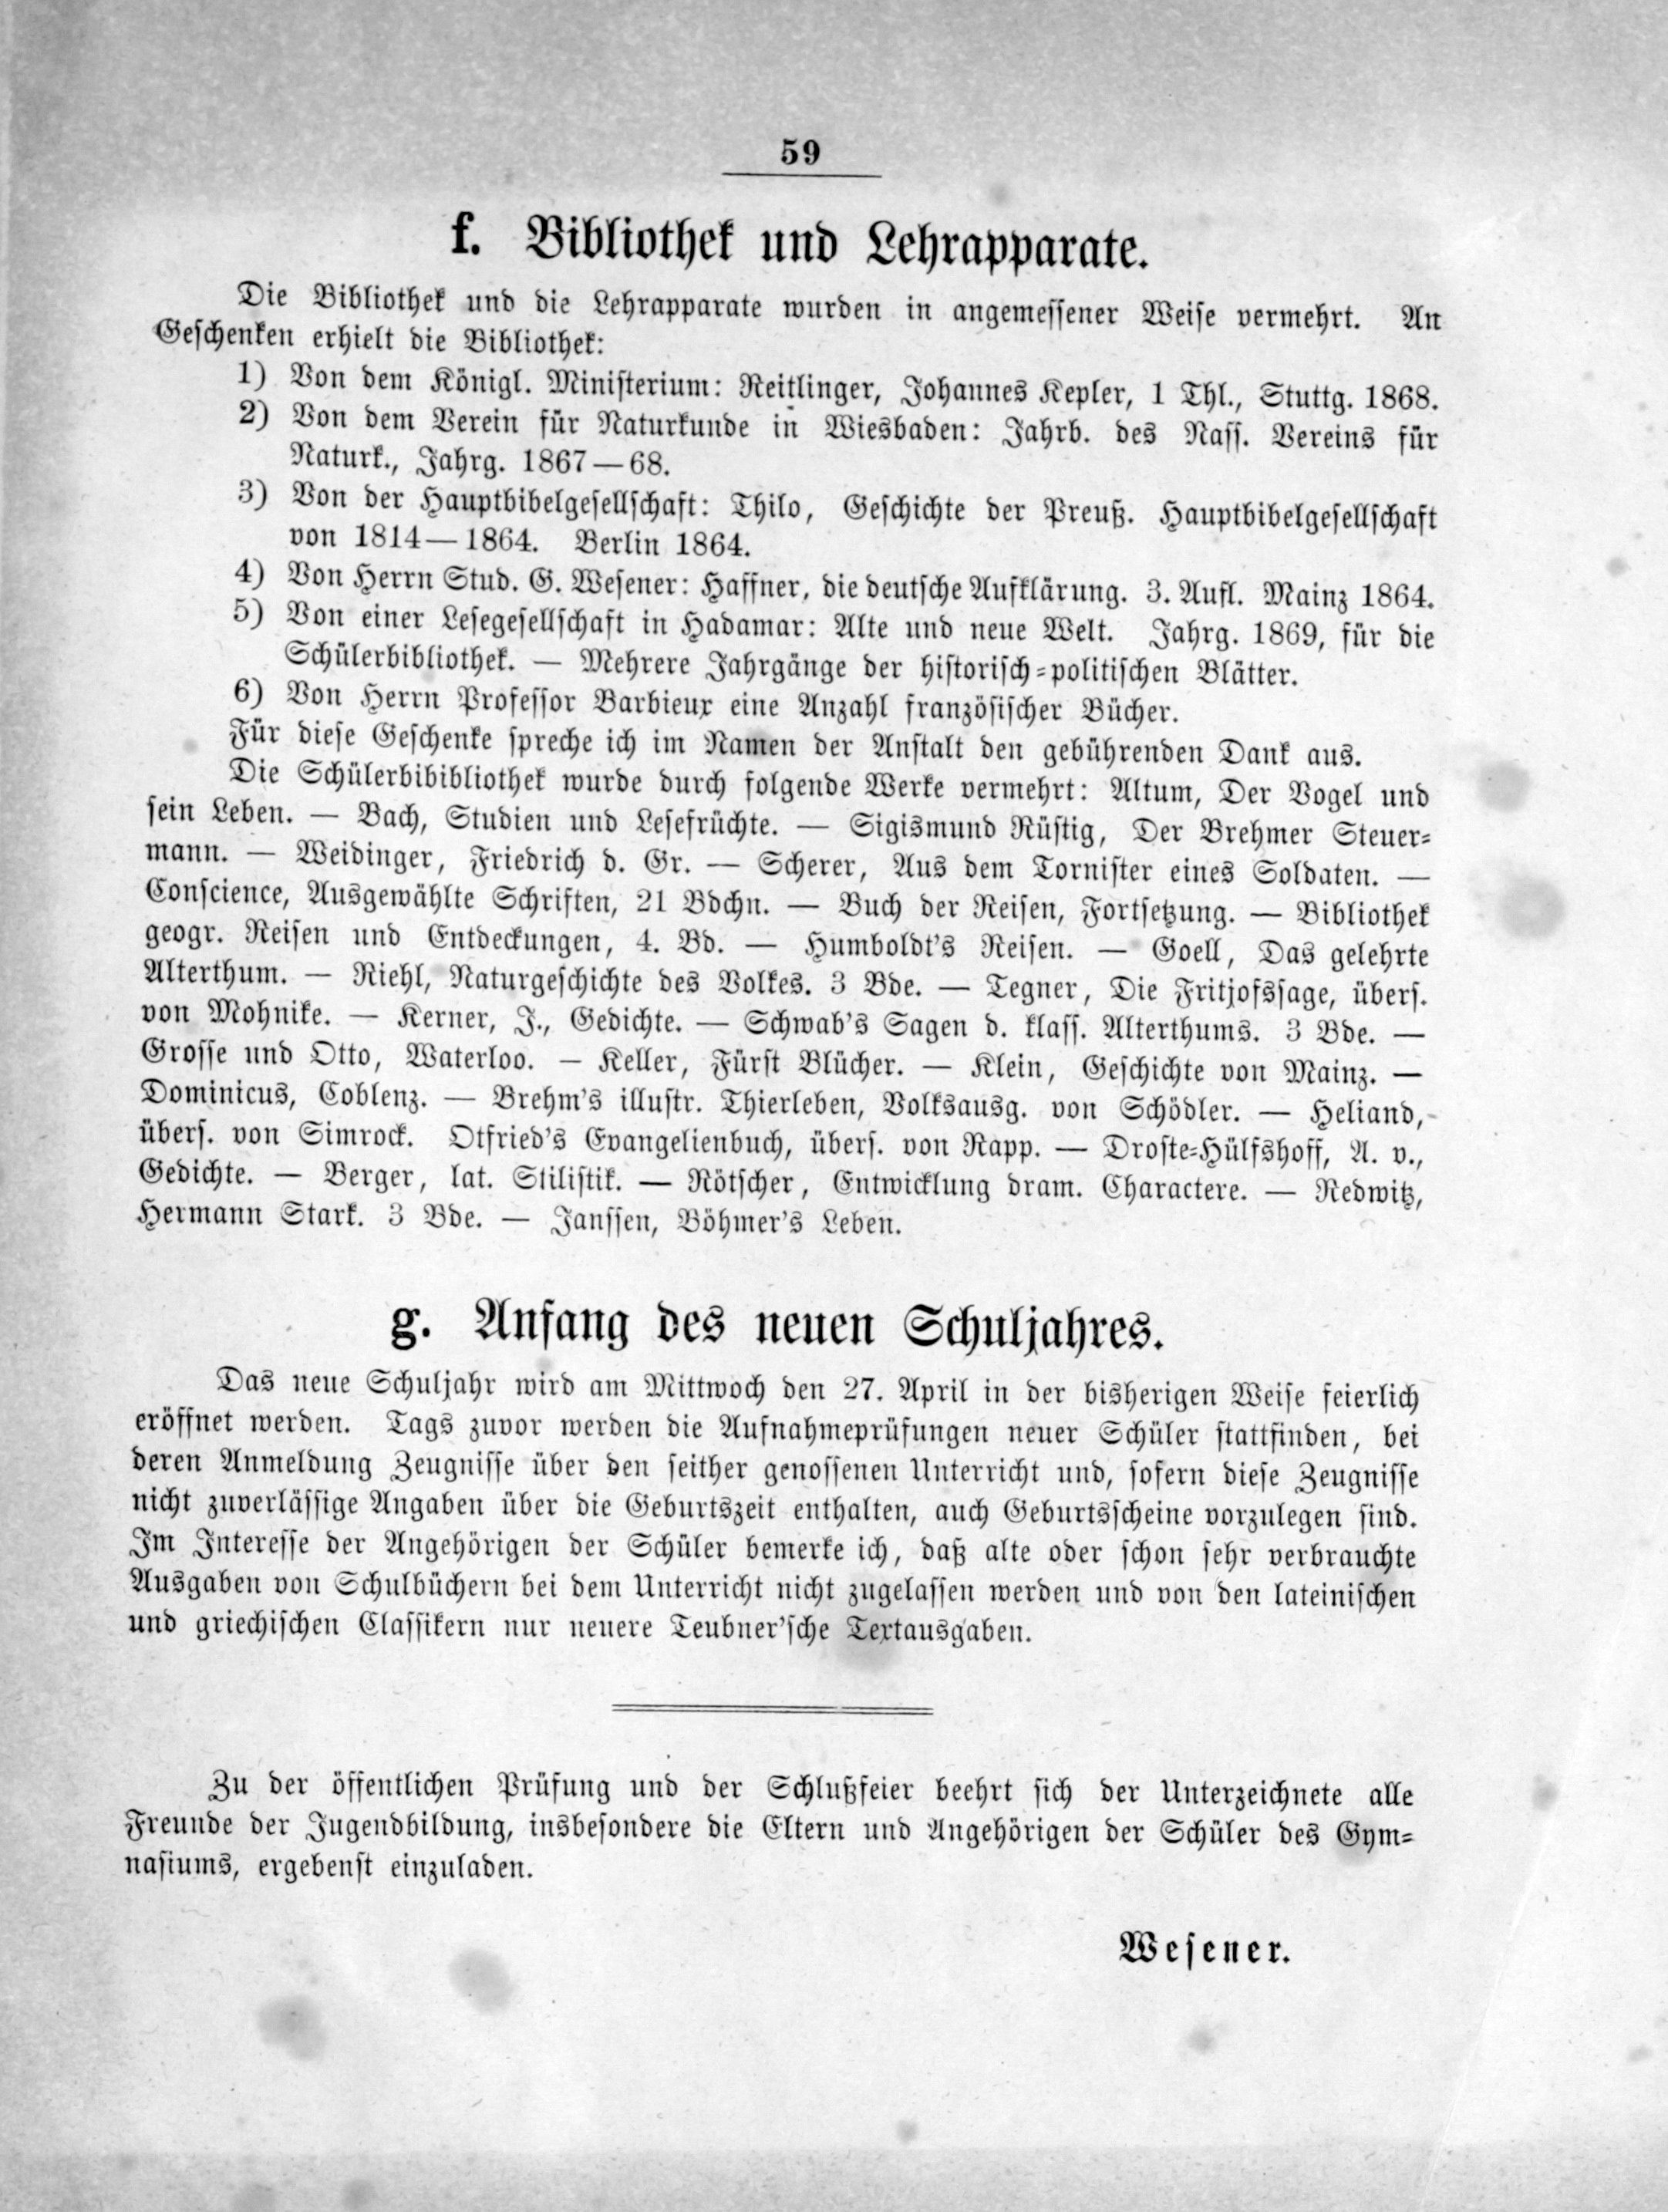 59
f. Bibliothek und Lehrapparate.
Die Bibliothek und die Lehrapparate wurden in angemessener Weise vermehrt. An
Geschenken erhielt die Bibliothek:
1) Von dem Königl. Ministerium: Reitlinger, Johannes Kepler, 1 Thl., Stuttg. 1868.
2) Von dem Verein für Naturkunde in Wiesbaden: Jahrb. des Nass. Vereins für
Naturk., Jahrg. 1867—68.
3) Von der Hauptbibelgesellschaft: Thilo, Geschichte der Preuß. Hauptbibelgesellschaft
von 1814—1864. Berlin 1864.
4) Von Herrn Stud. G. Wesener: Haffner, die deutsche Aufklärung. 3. Aufl. Mainz 1864.
5) Von einer Lesegesellschaft in Hadamar: Alte und neue Welt. Jahrg. 1869, für die
Schülerbibliothek. — Mehrere Jahrgänge der historisch=politischen Blätter.
6) Von Herrn Professor Barbieux eine Anzahl französischer Bücher.
Für diese Geschenke spreche ich im Namen der Anstalt den gebührenden Dank aus.
Die Schülerbibibliothek wurde durch folgende Werke vermehrt: Altum, Der Vogel und
sein Leben. — Bach, Studien und Lesefrüchte. — Sigismund Rüstig, Der Brehmer Steuer=
mann. — Weidinger, Friedrich d. Gr. — Scherer, Aus dem Tornister eines Soldaten. —
Conscience, Ausgewählte Schriften, 21 Bdchn. — Buch der Reisen, Fortsetzung. — Bibliothek
geogr. Reisen und Entdeckungen, 4. Bd. — Humboldt's Reisen. — Goell, Das gelehrte
Alterthum. — Riehl, Naturgeschichte des Volkes. 3 Bde. — Tegner, Die Fritjofssage, übers.
von Mohnike. — Kerner, J., Gedichte. — Schwab's Sagen d. klass. Alterthums. 3 Bde. —
Grosse und Otto, Waterloo. — Keller, Fürst Blücher. — Klein, Geschichte von Mainz. —
Dominicus, Coblenz. — Brehm's illustr. Thierleben, Volksausg. von Schödler. — Heliand,
übers. von Simrock. Otfried's Evangelienbuch, übers. von Rapp. — Droste=Hülfshoff, A. v.,
Gedichte. — Berger, lat. Stilistik. — Rötscher, Entwicklung dram. Charactere. — Redwitz,
Hermann Stark. 3 Bde. — Janssen, Böhmer's Leben.
g. Anfang des neuen Schuljahres.
Das neue Schuljahr wird am Mittwoch den 27. April in der bisherigen Weise feierlich
eröffnet werden. Tags zuvor werden die Aufnahmeprüfungen neuer Schüler stattfinden, bei
deren Anmeldung Zeugnisse über den seither genossenen Unterricht und, sofern diese Zeugnisse
nicht zuverlässige Angaben über die Geburtszeit enthalten, auch Geburtsscheine vorzulegen sind.
Im Interesse der Angehörigen der Schüler bemerke ich, daß alte oder schon sehr verbrauchte
Ausgaben von Schulbüchern bei dem Unterricht nicht zugelassen werden und von den lateinischen
und griechischen Classikern nur neuere Teubner'sche Textausgaben.
Zu der öffentlichen Prüfung und der Schlußfeier beehrt sich der Unterzeichnete alle
Freunde der Jugendbildung, insbesondere die Eltern und Angehörigen der Schüler des Gym=
nasiums, ergebenst einzuladen.
Wesener.